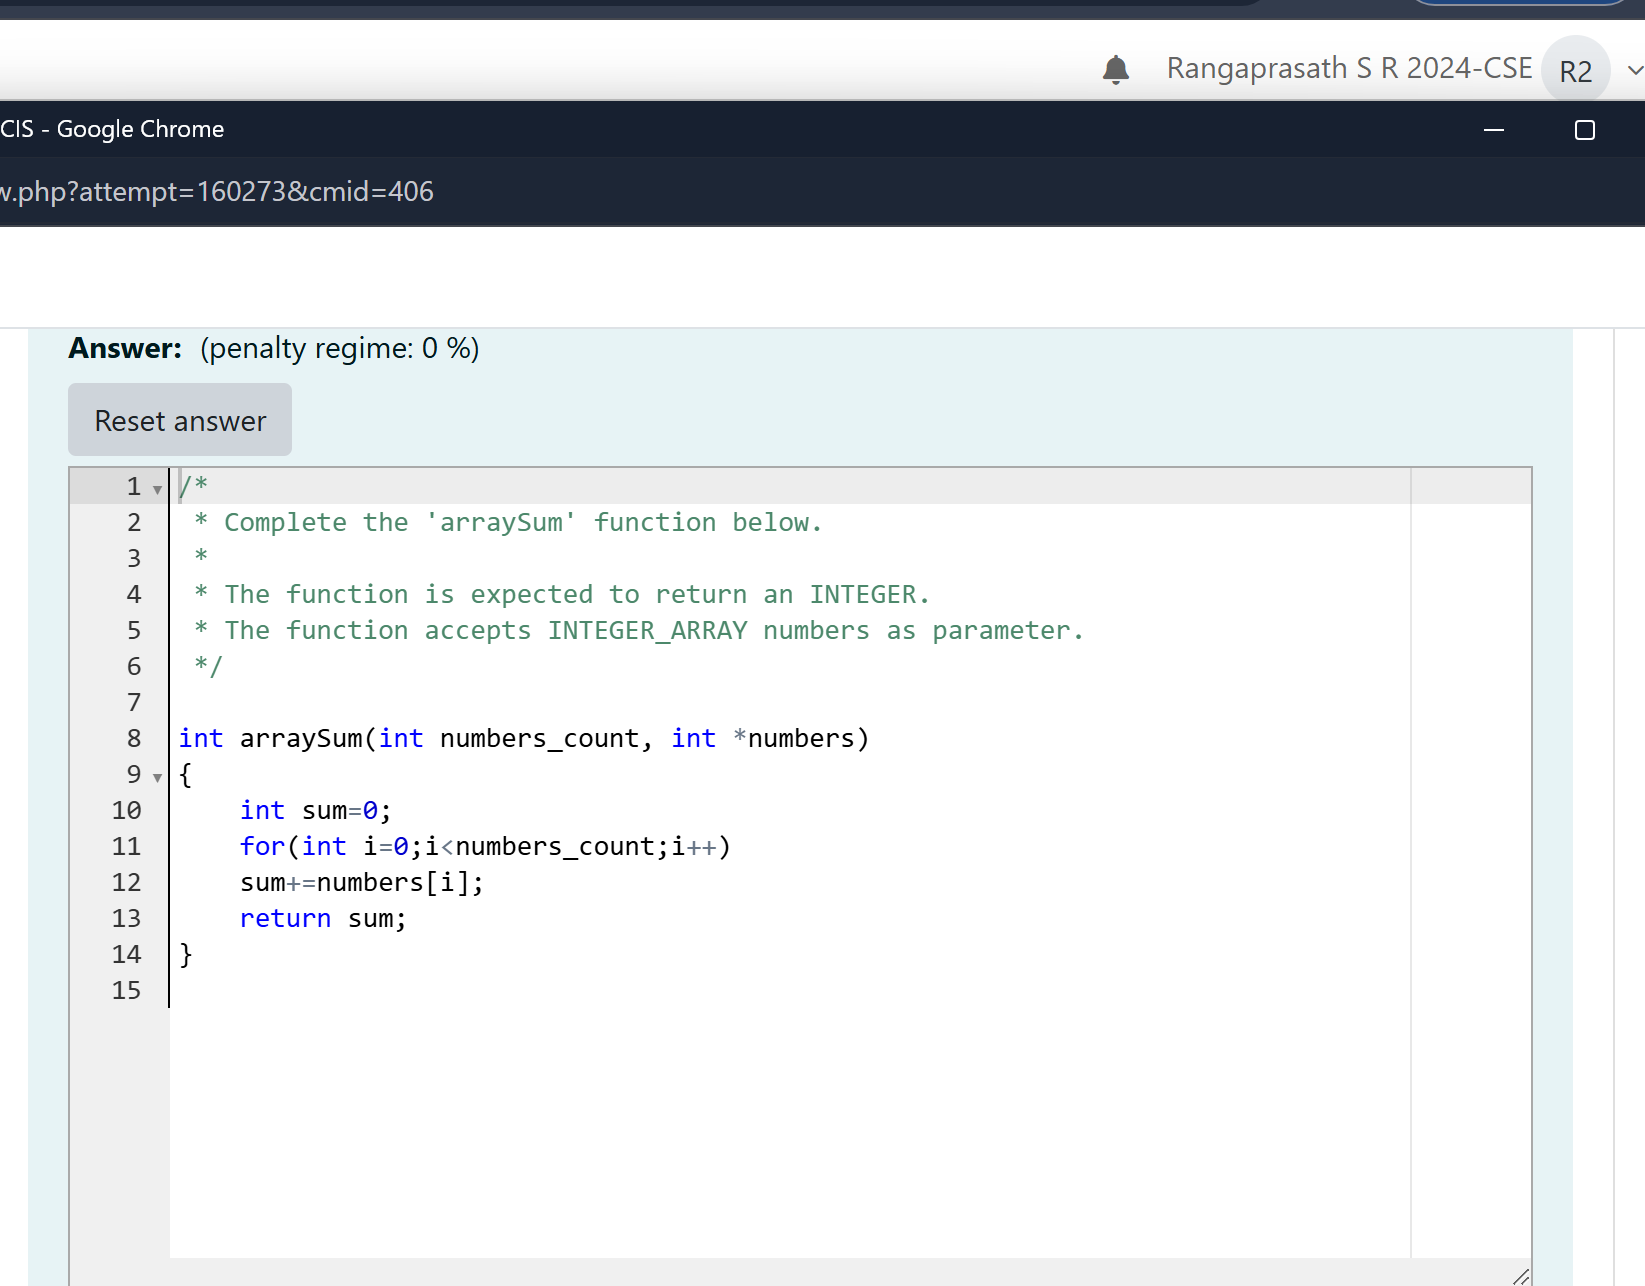 Rangaprasath S R 2024-CSE R2
CIS - Google Chrome
w.php?attempt=160273&cmid=406
Answer: (penalty regime: 0 %)
Reset answer
1 /*
2  * Complete the 'arraySum' function below.
3  *
4  * The function is expected to return an INTEGER.
5  * The function accepts INTEGER_ARRAY numbers as parameter.
6  */
7
8 int arraySum(int numbers_count, int *numbers)
9 {
10     int sum=0;
11     for(int i=0;i<numbers_count;i++)
12     sum+=numbers[i];
13     return sum;
14 }
15